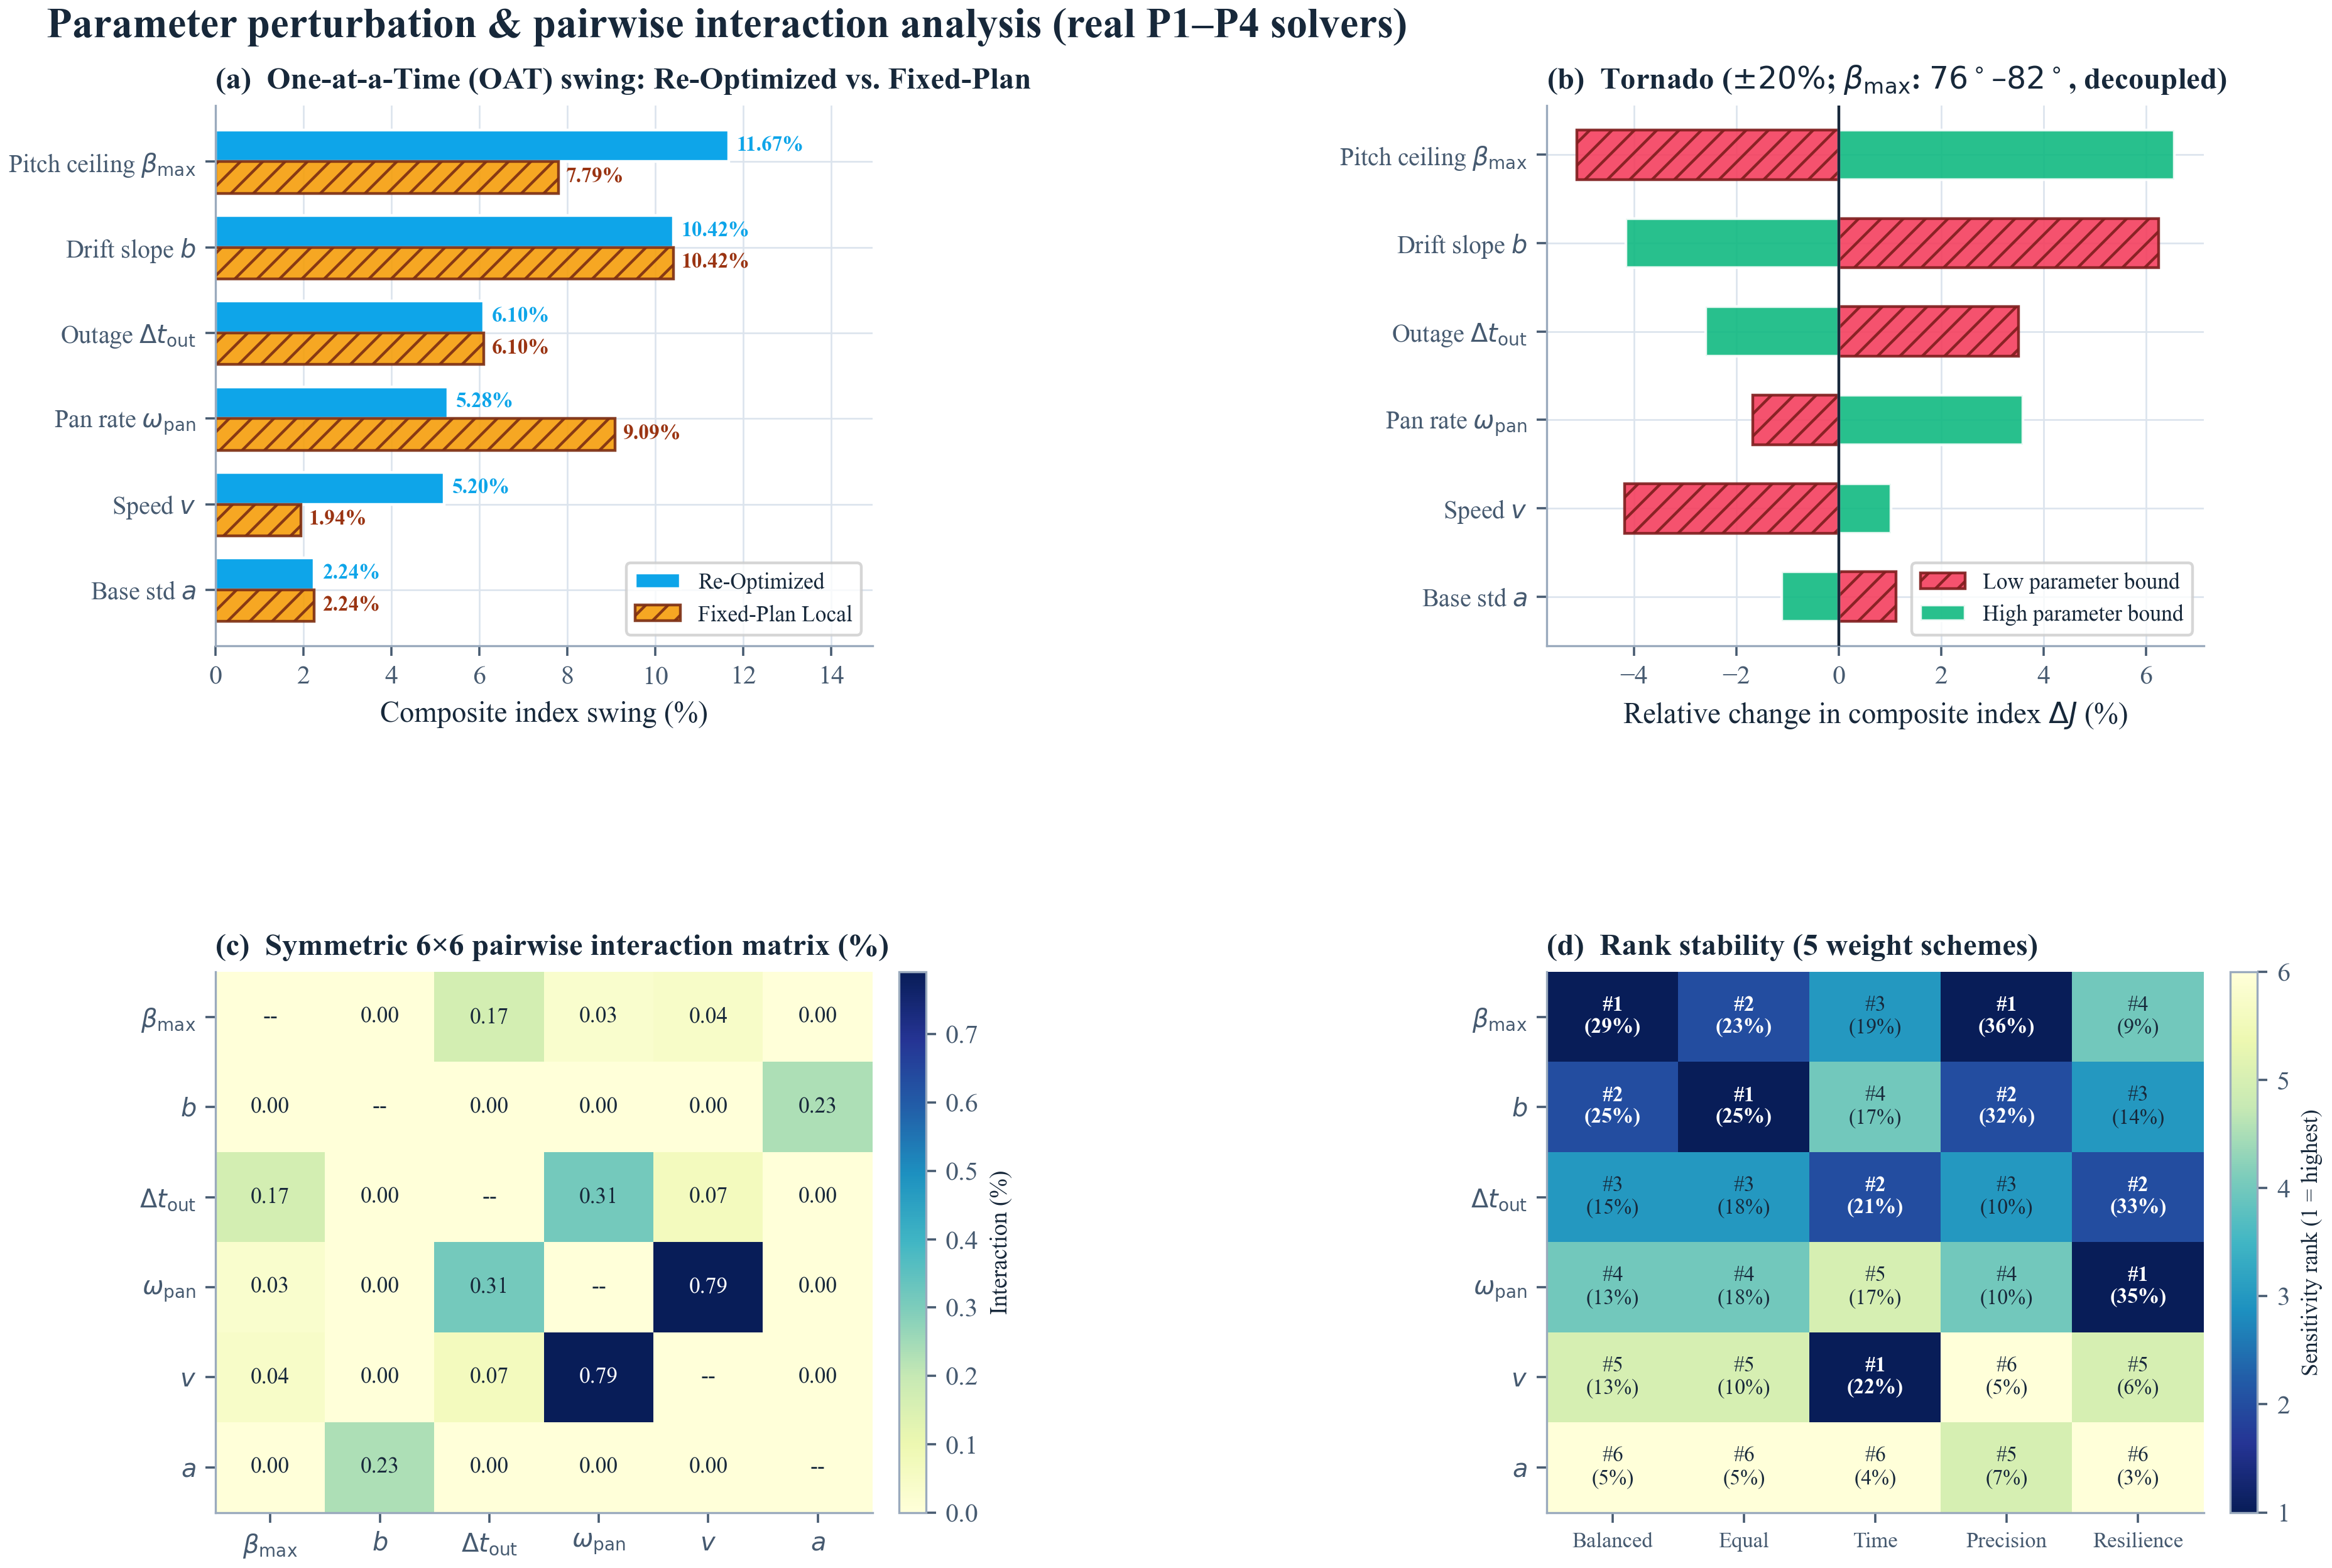 Parameter perturbation & pairwise interaction analysis (real P1–P4 solvers)
(a) One-at-a-Time (OAT) swing: Re-Optimized vs. Fixed-Plan
Pitch ceiling βmax
11.67%
7.79%
Drift slope b
10.42%
10.42%
Outage Δtout
6.10%
6.10%
Pan rate ωpan
5.28%
9.09%
Speed v
5.20%
1.94%
Base std a
2.24%
2.24%
Re-Optimized
Fixed-Plan Local
0 2 4 6 8 10 12 14
Composite index swing (%)
(b) Tornado (±20%; βmax: 76°–82°, decoupled)
Pitch ceiling βmax
Drift slope b
Outage Δtout
Pan rate ωpan
Speed v
Base std a
Low parameter bound
High parameter bound
−4 −2 0 2 4 6
Relative change in composite index ΔJ (%)
(c) Symmetric 6×6 pairwise interaction matrix (%)
βmax -- 0.00 0.17 0.03 0.04 0.00
b 0.00 -- 0.00 0.00 0.00 0.23
Δtout 0.17 0.00 -- 0.31 0.07 0.00
ωpan 0.03 0.00 0.31 -- 0.79 0.00
v 0.04 0.00 0.07 0.79 -- 0.00
a 0.00 0.23 0.00 0.00 0.00 --
βmax b Δtout ωpan v a
0.7
0.6
0.5
0.4
0.3
0.2
0.1
0.0
Interaction (%)
(d) Rank stability (5 weight schemes)
βmax
#1 #2 #3 #1 #4
(29%) (23%) (19%) (36%) (9%)
b
#2 #1 #4 #2 #3
(25%) (25%) (17%) (32%) (14%)
Δtout
#3 #3 #2 #3 #2
(15%) (18%) (21%) (10%) (33%)
ωpan
#4 #4 #5 #4 #1
(13%) (18%) (17%) (10%) (35%)
v
#5 #5 #1 #6 #5
(13%) (10%) (22%) (5%) (6%)
a
#6 #6 #6 #5 #6
(5%) (5%) (4%) (7%) (3%)
Balanced Equal Time Precision Resilience
6
5
4
3
2
1
Sensitivity rank (1 = highest)